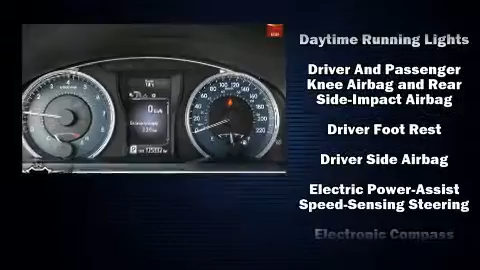 Daytime Running Lights
Driver And Passenger
Knee Airbag and Rear
Side-Impact Airbag
Driver Foot Rest
Driver Side Airbag
Electric Power-Assist
Speed-Sensing Steering
Electronic Compass